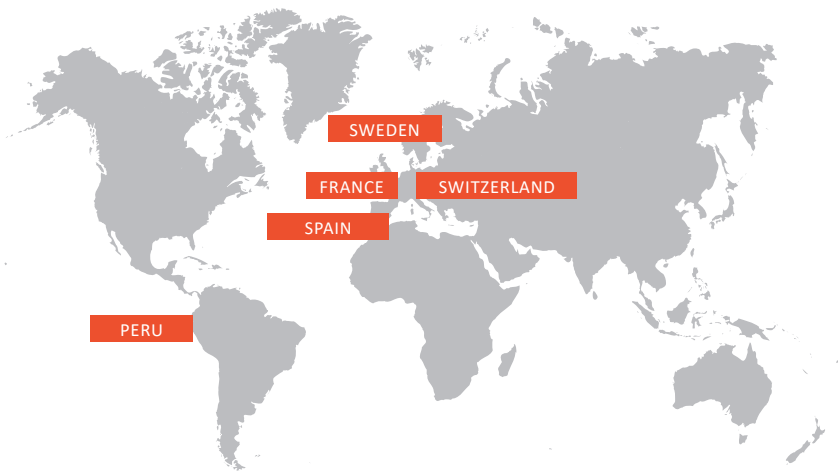 SWEDEN
FRANCE
SWITZERLAND
SPAIN
PERU